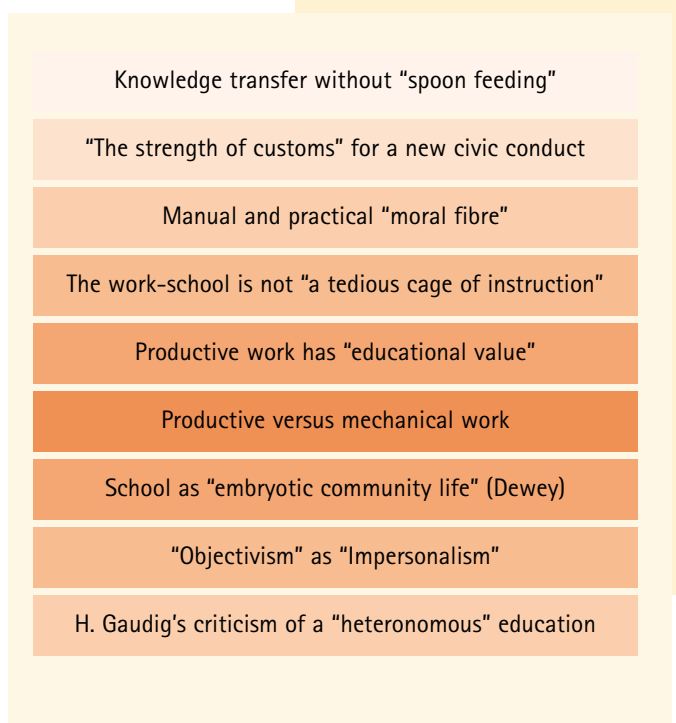 Knowledge transfer without “spoon feeding”
“The strength of customs” for a new civic conduct
Manual and practical “moral fibre”
The work-school is not “a tedious cage of instruction”
Productive work has “educational value”
Productive versus mechanical work
School as “embryotic community life” (Dewey)
“Objectivism” as “Impersonalism”
H. Gaudig’s criticism of a “heteronomous” education